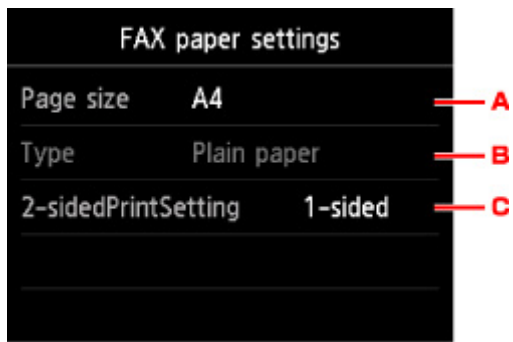 FAX paper settings
Page size A4 A
Type Plain paper B
2-sidedPrintSetting 1-sided C